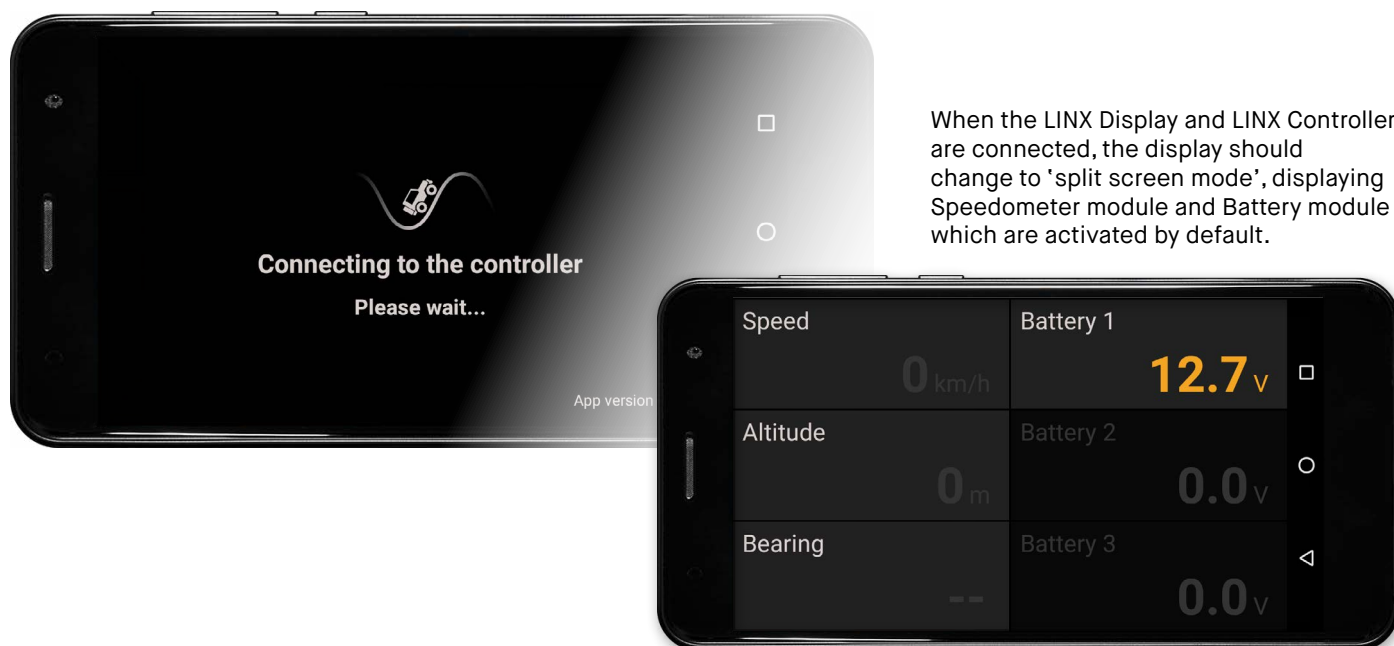 When the LINX Display and LINX Controller
are connected, the display should
change to ‘split screen mode’, displaying
Speedometer module and Battery module
which are activated by default.
Connecting to the controller
Please wait...
App version
Speed
0 km/h
Battery 1
12.7 V
Altitude
0 m
Battery 2
0.0 V
Bearing
--
Battery 3
0.0 V